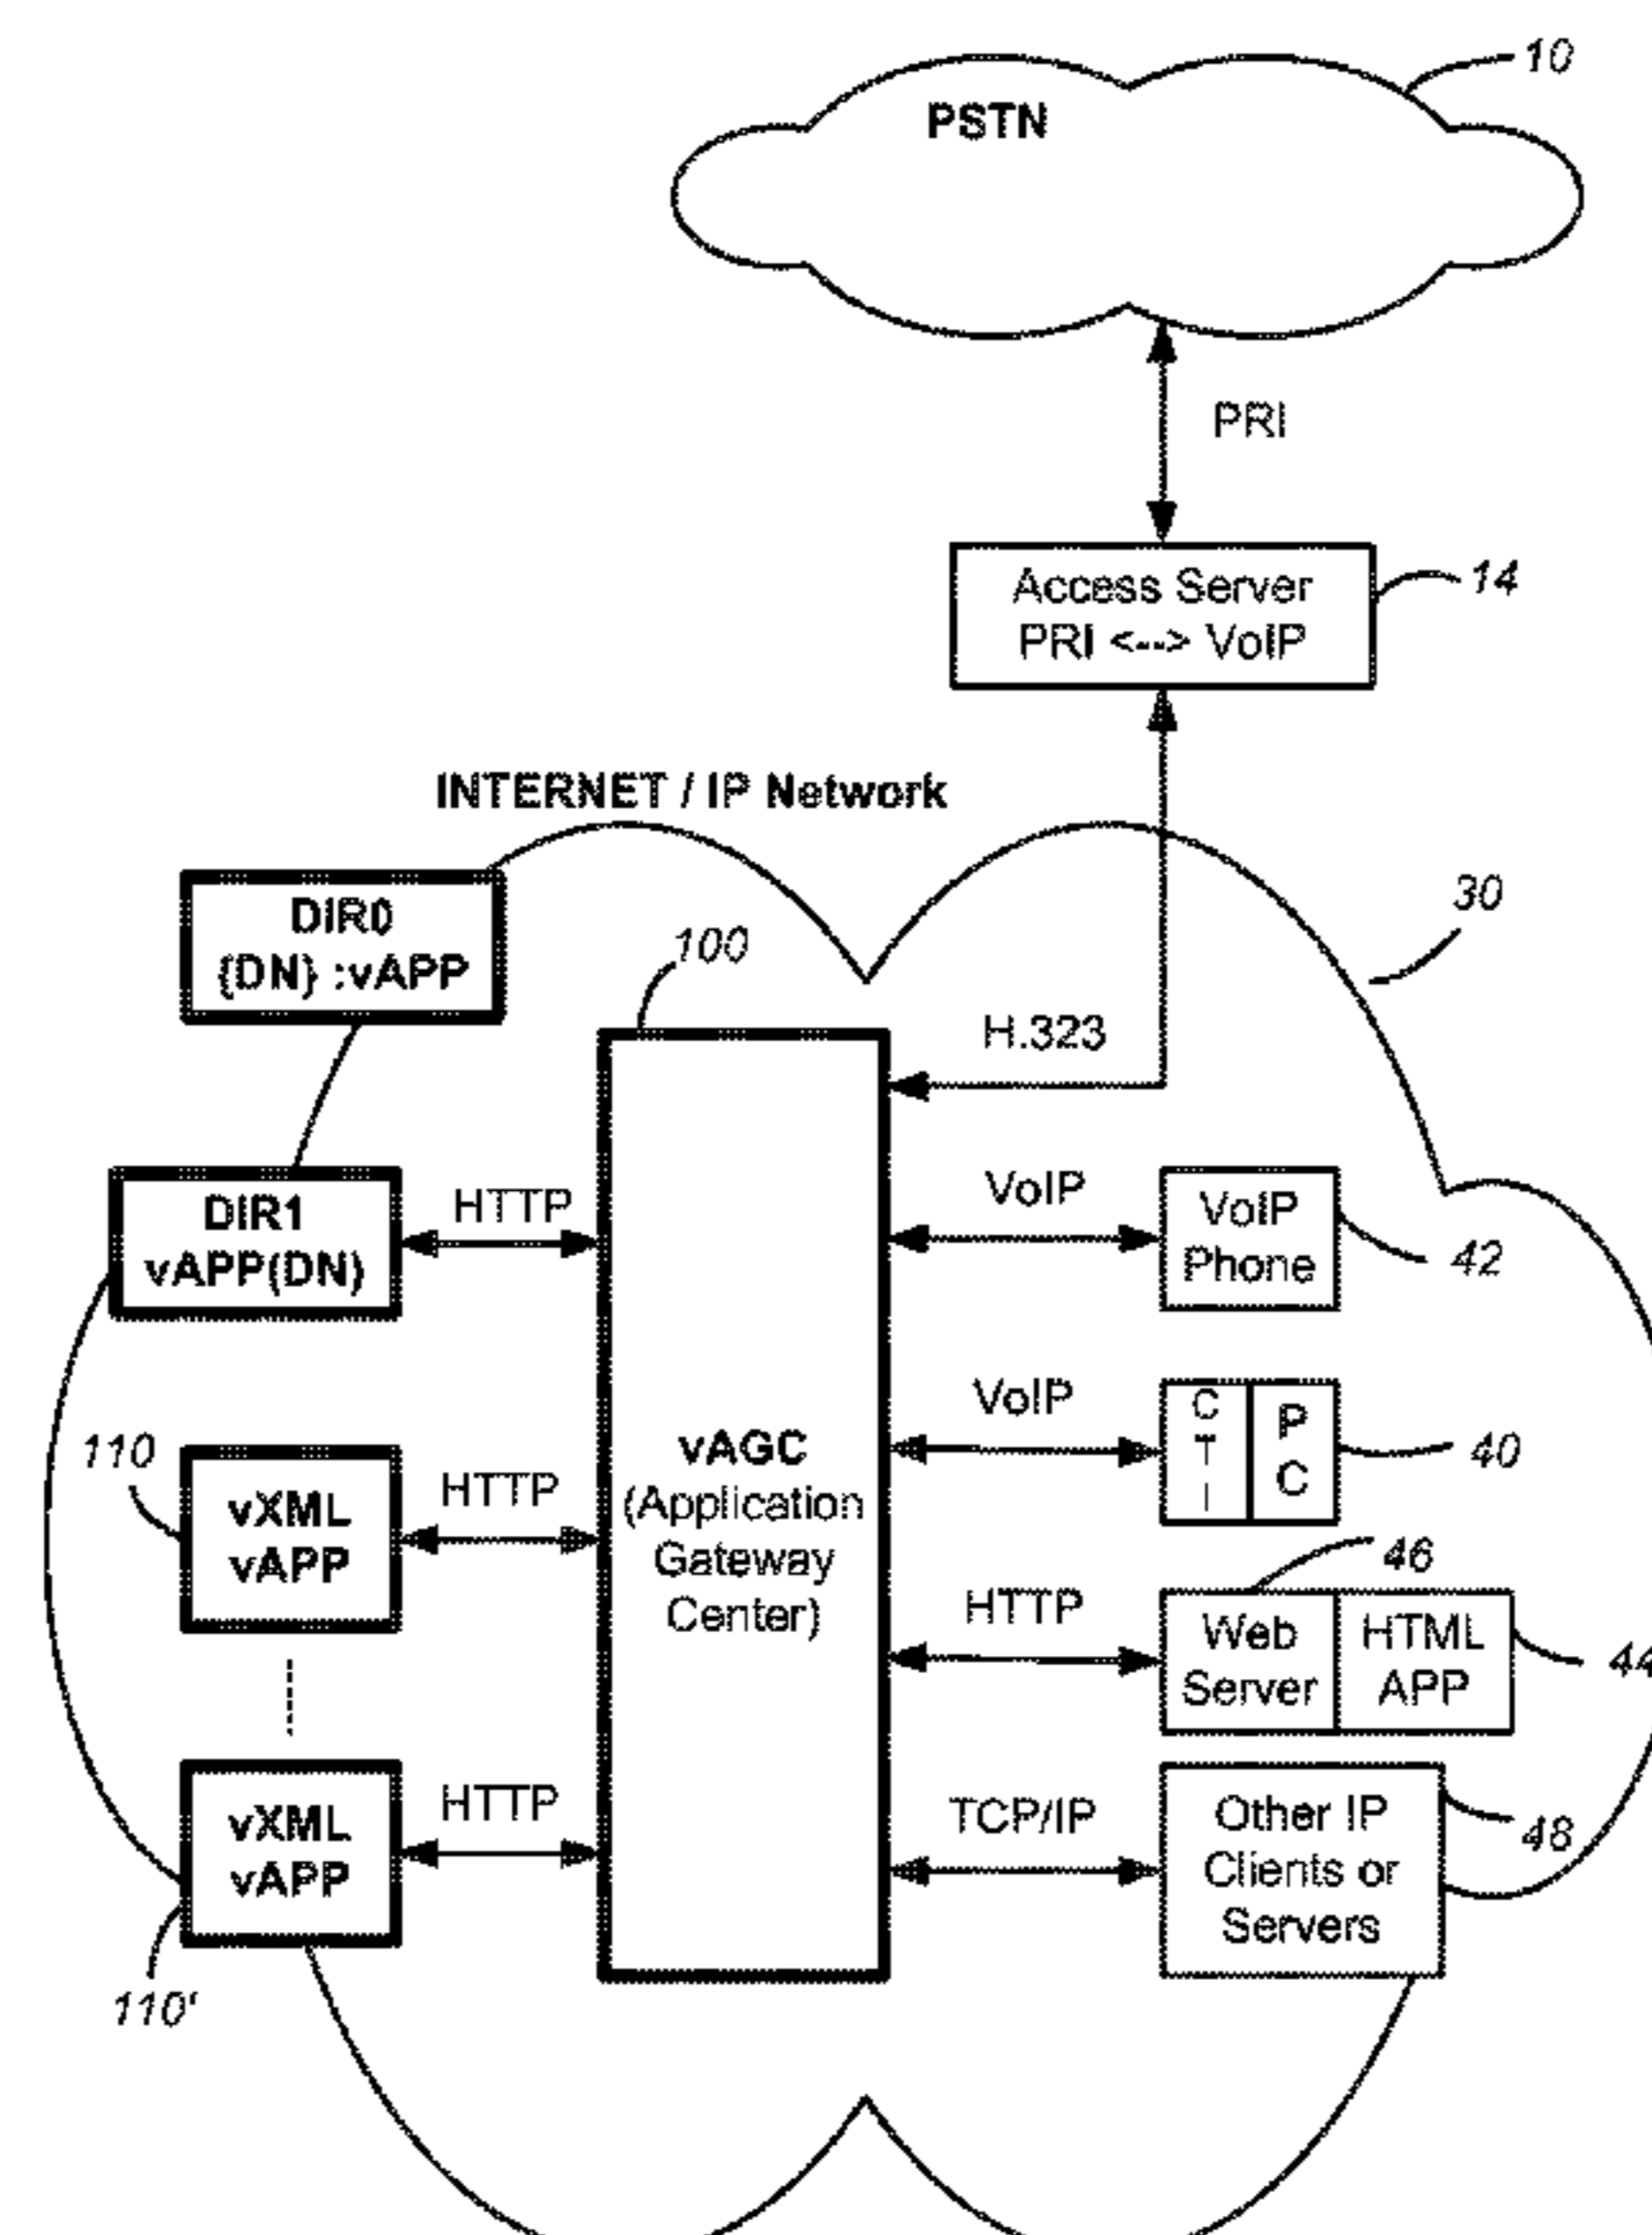 10
PSTN
PRI
Access Server
PRI <--> VoIP
14
INTERNET / IP Network
DIR0
{DN} :vAPP
100
30
H.323
DIR1
vAPP(DN)
HTTP
VoIP
VoIP
Phone
42
VoIP
C
T
I
P
C
40
110
vXML
vAPP
HTTP
vAGC
(Application
Gateway
Center)
46
HTTP
Web
Server
HTML
APP
44
vXML
vAPP
HTTP
TCP/IP
Other IP
Clients or
Servers
48
110'